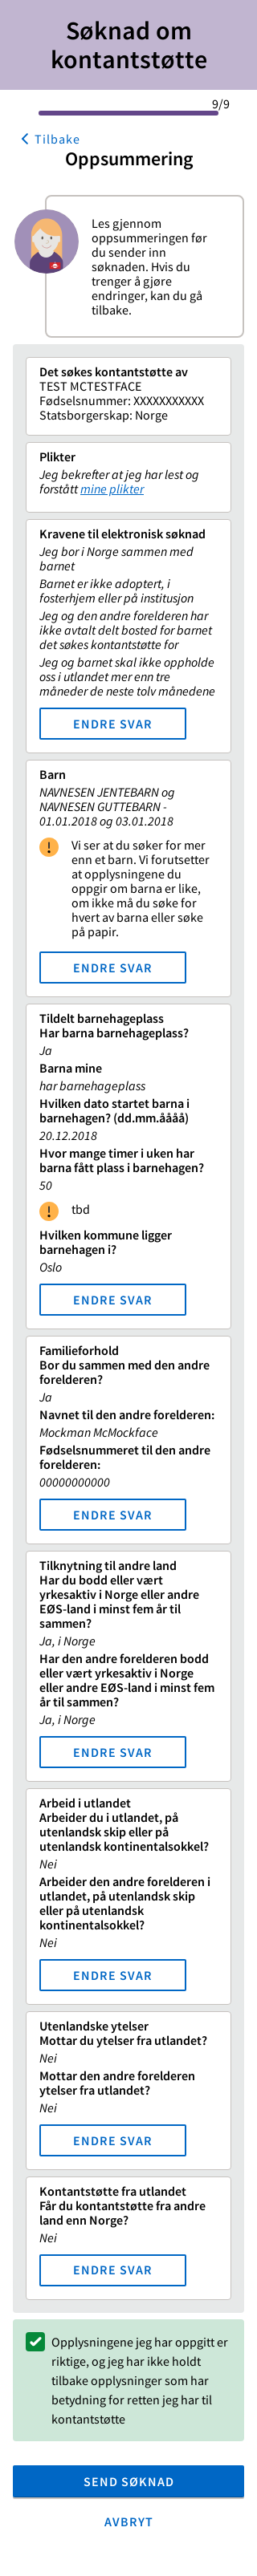 Søknad om
kontantstøtte
9/9
Tilbake
Oppsummering
Les gjennom
oppsummeringen før
du sender inn
søknaden. Hvis du
trenger å gjøre
endringer, kan du gå
tilbake.
Det søkes kontantstøtte av
TEST MCTESTFACE
Fødselsnummer: XXXXXXXXXXX
Statsborgerskap: Norge
Plikter
Jeg bekrefter at jeg har lest og
forstått mine plikter
Kravene til elektronisk søknad
Jeg bor i Norge sammen med
barnet
Barnet er ikke adoptert, i
fosterhjem eller på institusjon
Jeg og den andre forelderen har
ikke avtalt delt bosted for barnet
det søkes kontantstøtte for
Jeg og barnet skal ikke oppholde
oss i utlandet mer enn tre
måneder de neste tolv månedene
ENDRE SVAR
Barn
NAVNESEN JENTEBARN og
NAVNESEN GUTTEBARN -
01.01.2018 og 03.01.2018
Vi ser at du søker for mer
enn et barn. Vi forutsetter
at opplysningene du
oppgir om barna er like,
om ikke må du søke for
hvert av barna eller søke
på papir.
ENDRE SVAR
Tildelt barnehageplass
Har barna barnehageplass?
Ja
Barna mine
har barnehageplass
Hvilken dato startet barna i
barnehagen? (dd.mm.åååå)
20.12.2018
Hvor mange timer i uken har
barna fått plass i barnehagen?
50
tbd
Hvilken kommune ligger
barnehagen i?
Oslo
ENDRE SVAR
Familieforhold
Bor du sammen med den andre
forelderen?
Ja
Navnet til den andre forelderen:
Mockman McMockface
Fødselsnummeret til den andre
forelderen:
00000000000
ENDRE SVAR
Tilknytning til andre land
Har du bodd eller vært
yrkesaktiv i Norge eller andre
EØS-land i minst fem år til
sammen?
Ja, i Norge
Har den andre forelderen bodd
eller vært yrkesaktiv i Norge
eller andre EØS-land i minst fem
år til sammen?
Ja, i Norge
ENDRE SVAR
Arbeid i utlandet
Arbeider du i utlandet, på
utenlandsk skip eller på
utenlandsk kontinentalsokkel?
Nei
Arbeider den andre forelderen i
utlandet, på utenlandsk skip
eller på utenlandsk
kontinentalsokkel?
Nei
ENDRE SVAR
Utenlandske ytelser
Mottar du ytelser fra utlandet?
Nei
Mottar den andre forelderen
ytelser fra utlandet?
Nei
ENDRE SVAR
Kontantstøtte fra utlandet
Får du kontantstøtte fra andre
land enn Norge?
Nei
ENDRE SVAR
Opplysningene jeg har oppgitt er
riktige, og jeg har ikke holdt
tilbake opplysninger som har
betydning for retten jeg har til
kontantstøtte
SEND SØKNAD
AVBRYT